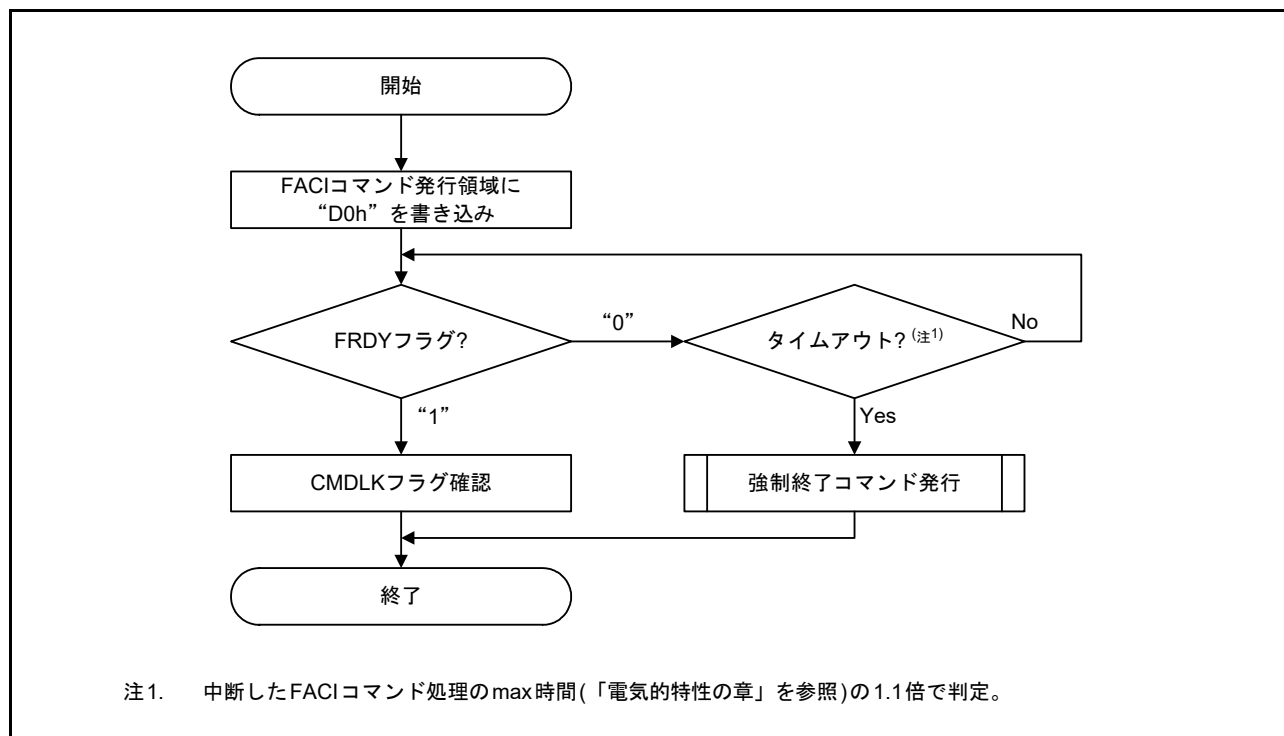 開始
FACIコマンド発行領域に
“D0h”を書き込み
FRDYフラグ?
“0”
タイムアウト? (注1)
No
“1”
Yes
CMDLKフラグ確認
強制終了コマンド発行
終了
注1. 中断したFACIコマンド処理のmax時間(「電気的特性の章」を参照)の1.1倍で判定。